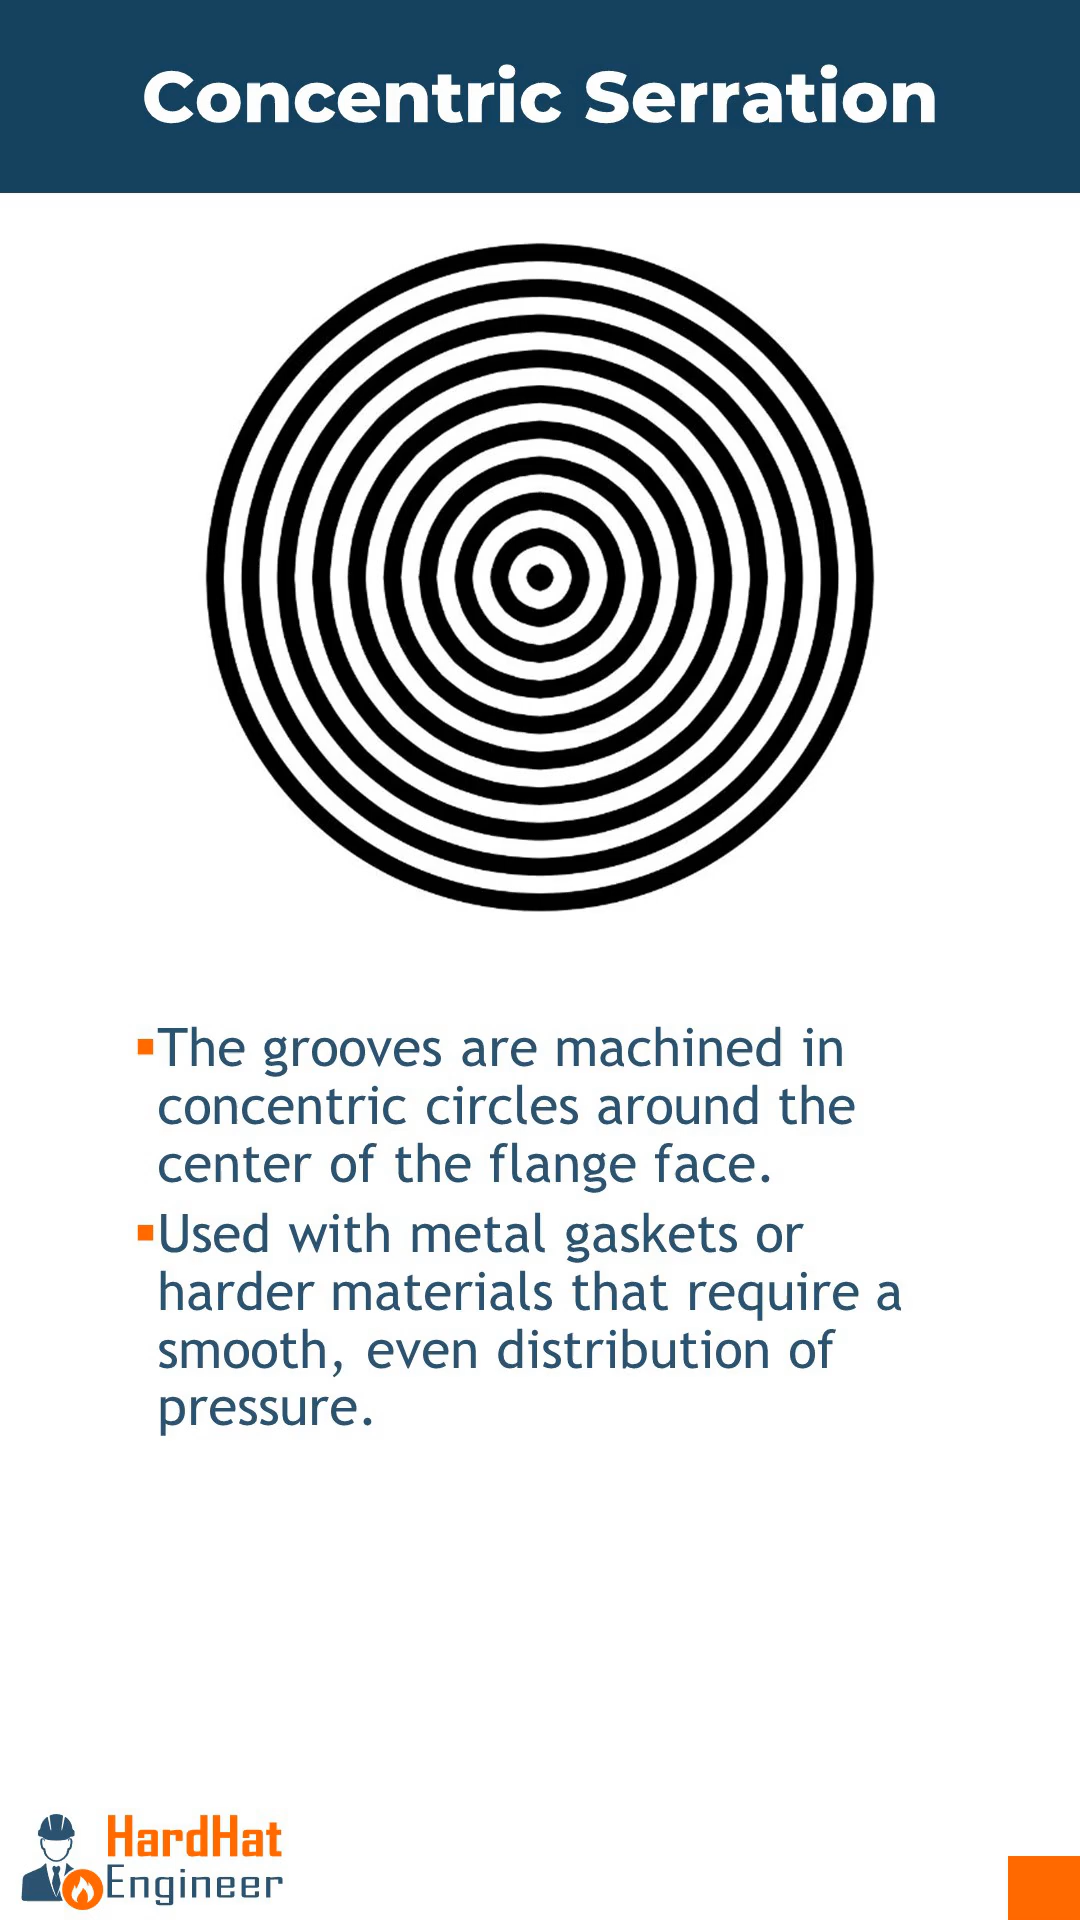 Concentric Serration
▪The grooves are machined in
concentric circles around the
center of the flange face.
▪Used with metal gaskets or
harder materials that require a
smooth, even distribution of
pressure.
HardHat
Engineer